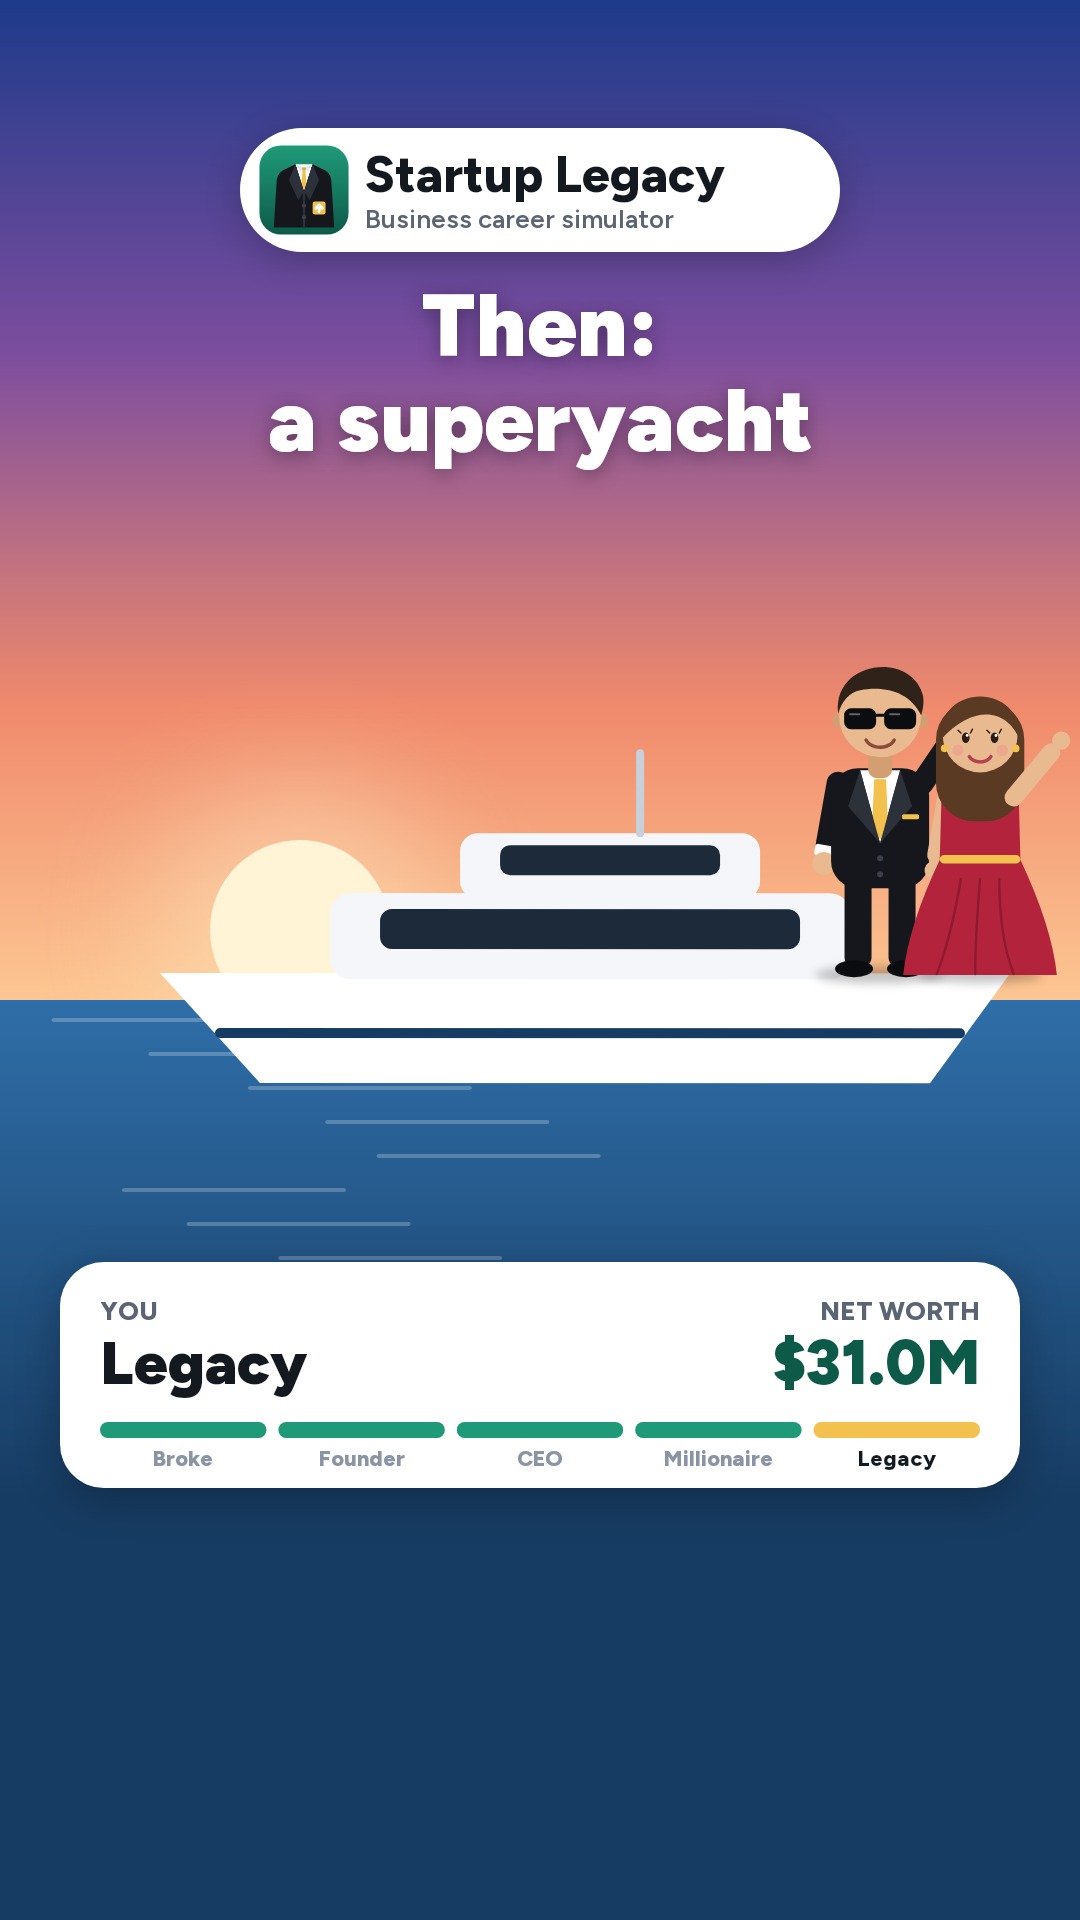 Startup Legacy
Business career simulator
Then:
a superyacht
YOU
NET WORTH
Legacy
$31.0M
Broke
Founder
CEO
Millionaire
Legacy